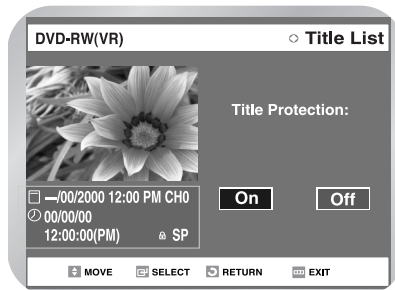 DVD-RW(VR)
Title List
Title Protection:
—/00/2000 12:00 PM CH0
00/00/00
12:00:00(PM) SP
On Off
MOVE SELECT RETURN EXIT